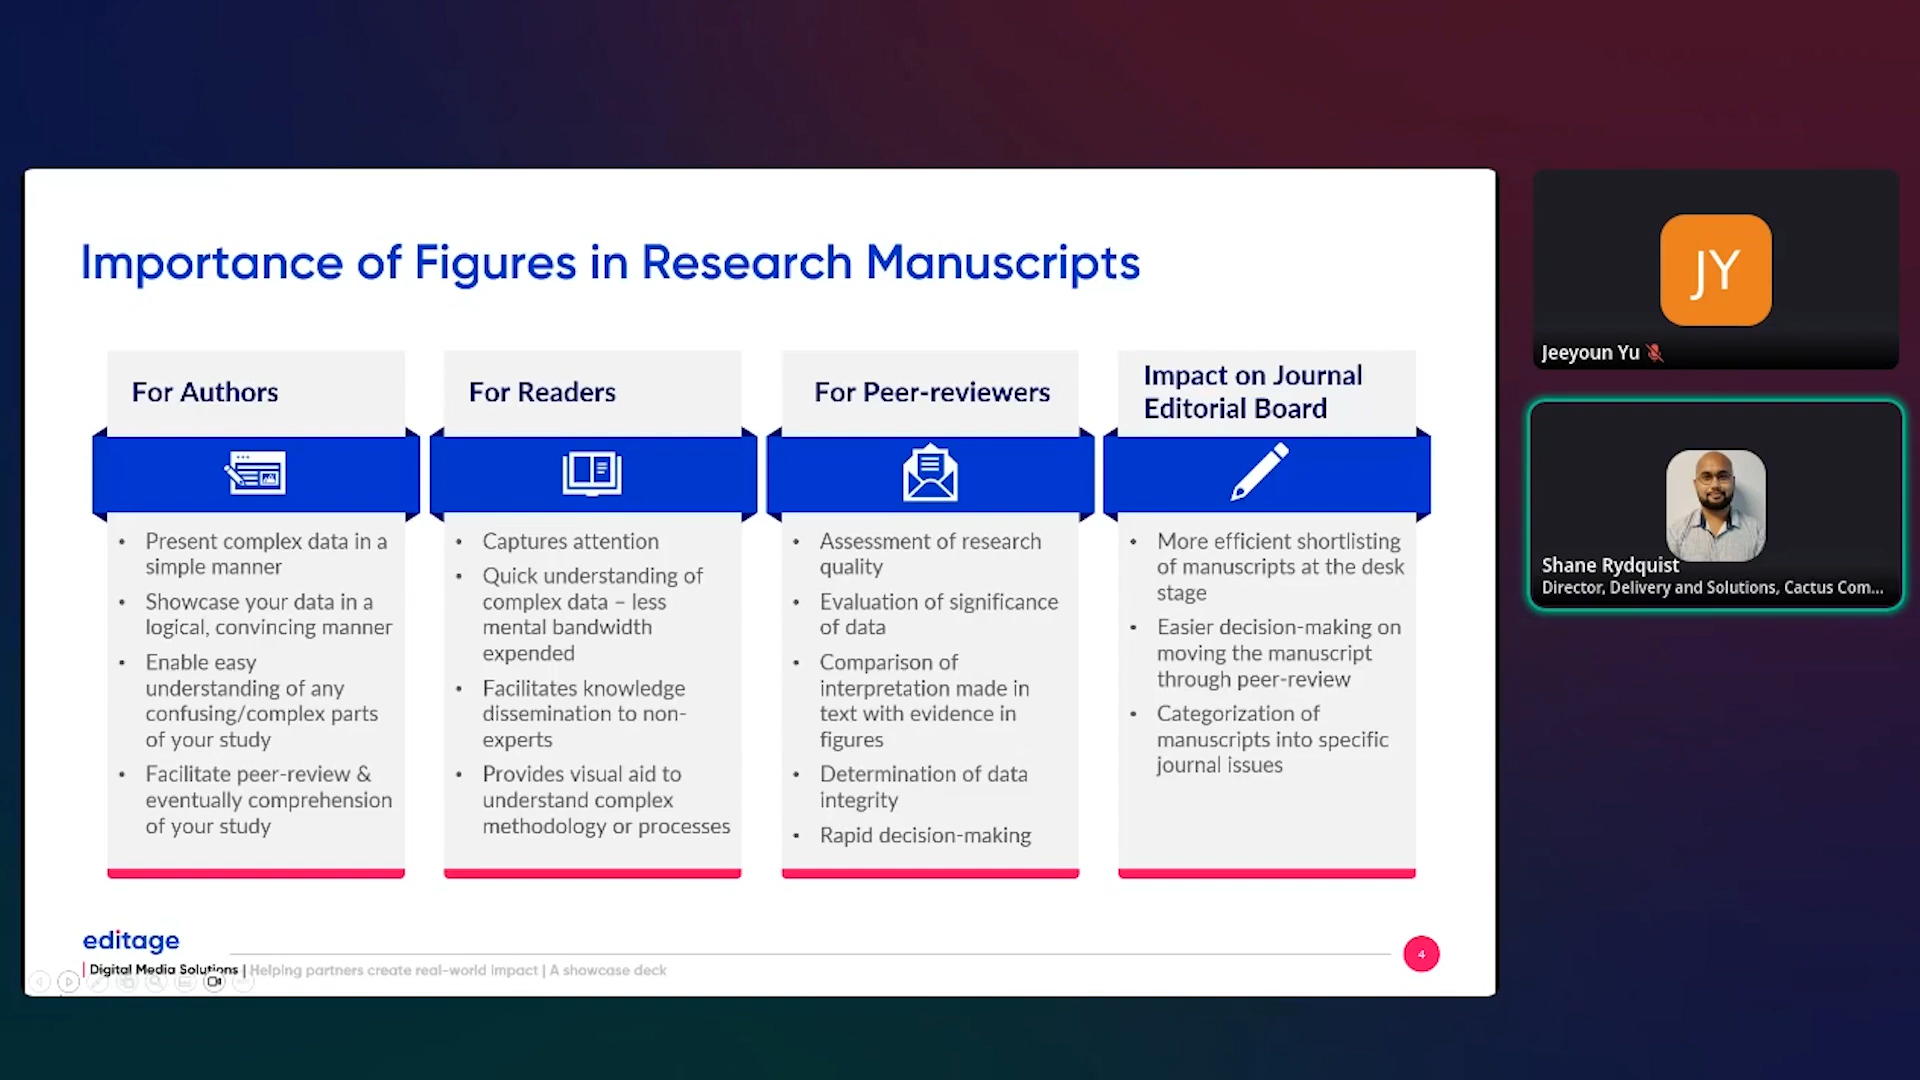 Importance of Figures in Research Manuscripts
For Authors
• Present complex data in a
simple manner
• Showcase your data in a
logical, convincing manner
• Enable easy
understanding of any
confusing/complex parts
of your study
• Facilitate peer-review &
eventually comprehension
of your study
For Readers
• Captures attention
• Quick understanding of
complex data – less
mental bandwidth
expended
• Facilitates knowledge
dissemination to non-
experts
• Provides visual aid to
understand complex
methodology or processes
For Peer-reviewers
• Assessment of research
quality
• Evaluation of significance
of data
• Comparison of
interpretation made in
text with evidence in
figures
• Determination of data
integrity
• Rapid decision-making
Impact on Journal
Editorial Board
• More efficient shortlisting
of manuscripts at the desk
stage
• Easier decision-making on
moving the manuscript
through peer-review
• Categorization of
manuscripts into specific
journal issues
editage
| Digital Media Solutions | Helping partners create real-world impact | A showcase deck
4
JY
Jeeyoun Yu
Shane Rydquist
Director, Delivery and Solutions, Cactus Com...